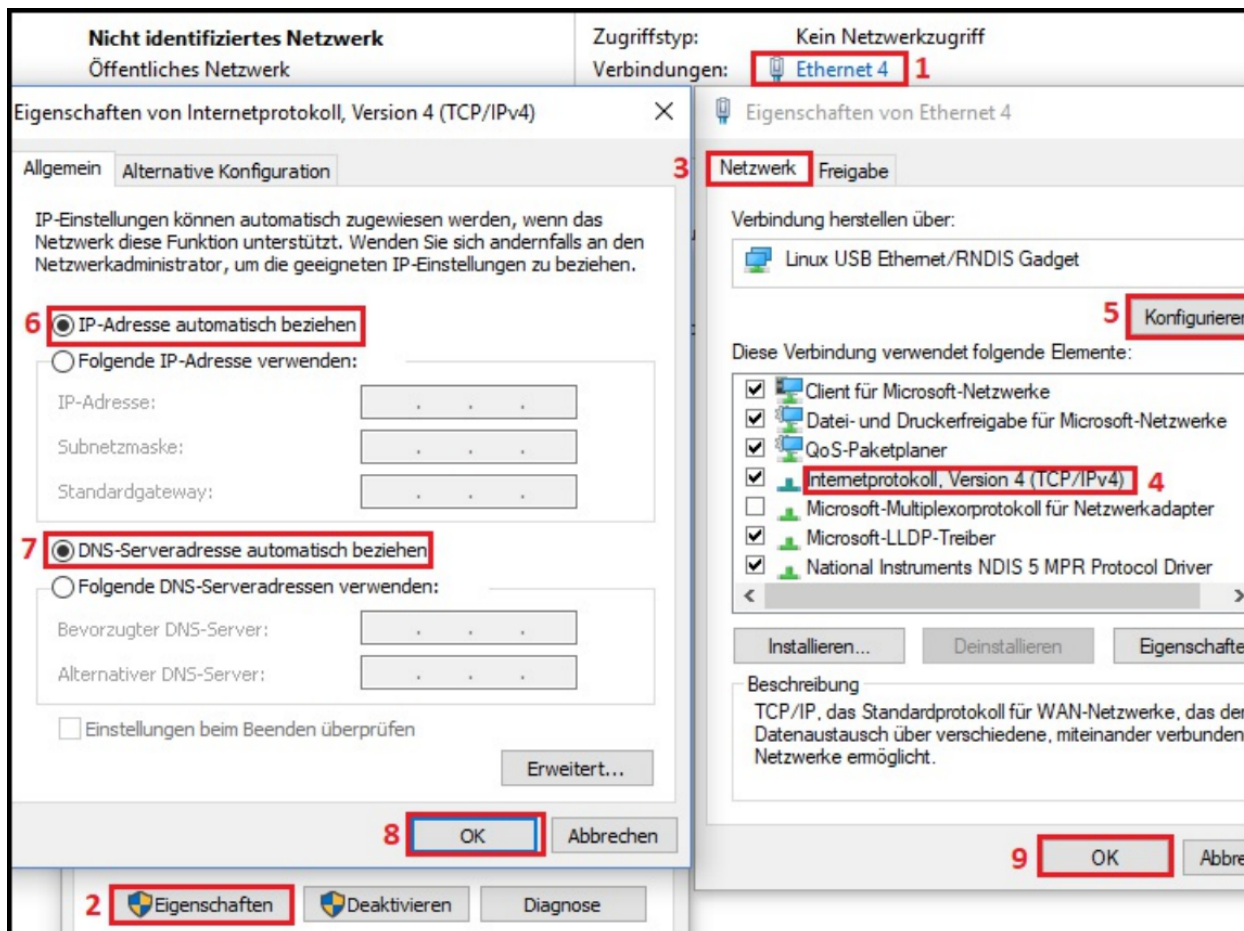 Nicht identifiziertes Netzwerk
Öffentliches Netzwerk
Zugriffstyp: Kein Netzwerkzugriff
Verbindungen: Ethernet 4 1
Eigenschaften von Internetprotokoll, Version 4 (TCP/IPv4)
Allgemein Alternative Konfiguration
IP-Einstellungen können automatisch zugewiesen werden, wenn das
Netzwerk diese Funktion unterstützt. Wenden Sie sich andernfalls an den
Netzwerkadministrator, um die geeigneten IP-Einstellungen zu beziehen.
6 IP-Adresse automatisch beziehen
Folgende IP-Adresse verwenden:
IP-Adresse:
Subnetzmaske:
Standardgateway:
7 DNS-Serveradresse automatisch beziehen
Folgende DNS-Serveradressen verwenden:
Bevorzugter DNS-Server:
Alternativer DNS-Server:
Einstellungen beim Beenden überprüfen
Erweitert...
8 OK Abbrechen
2 Eigenschaften Deaktivieren Diagnose
Eigenschaften von Ethernet 4
3 Netzwerk Freigabe
Verbindung herstellen über:
Linux USB Ethernet/RNDIS Gadget
5 Konfigurieren
Diese Verbindung verwendet folgende Elemente:
Client für Microsoft-Netzwerke
Datei- und Druckerfreigabe für Microsoft-Netzwerke
QoS-Paketplaner
Internetprotokoll, Version 4 (TCP/IPv4) 4
Microsoft-Multiplexorprotokoll für Netzwerkadapter
Microsoft-LLDP-Treiber
National Instruments NDIS 5 MPR Protocol Driver
Installieren... Deinstallieren Eigenschafte
Beschreibung
TCP/IP, das Standardprotokoll für WAN-Netzwerke, das der
Datenaustausch über verschiedene, miteinander verbunden
Netzwerke ermöglicht.
9 OK Abbre